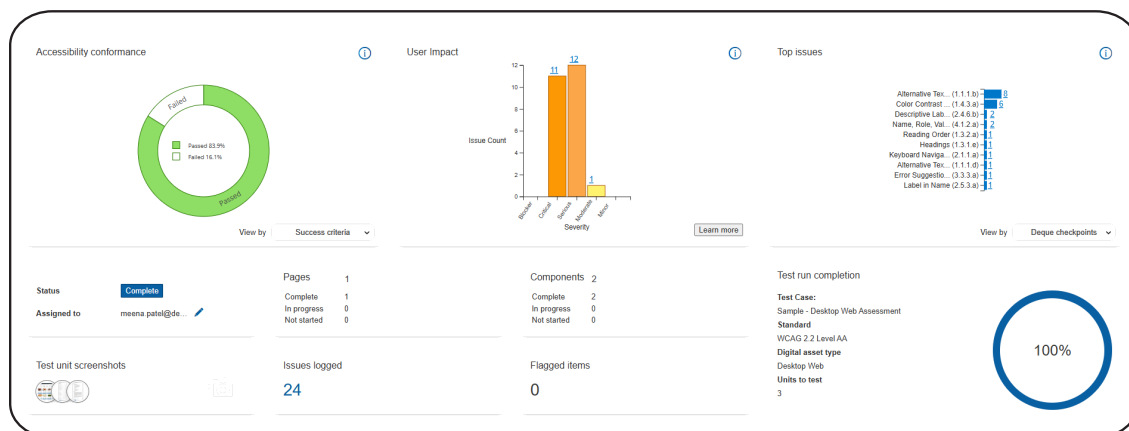 Accessibility conformance
Failed
Passed 83.9%
Failed 16.1%
Passed
View by
Success criteria
User Impact
12
10
8
6
4
2
0
Issue Count
11
12
1
Blocker
Critical
Serious
Moderate
Minor
Severity
Learn more
Top issues
Alternative Tex... (1.1.1.b) 8
Color Contrast ... (1.4.3.a) 6
Descriptive Lab... (2.4.6.b) 2
Name, Role, Val... (4.1.2.a) 2
Reading Order (1.3.2.a) 1
Headings (1.3.1.e) 1
Keyboard Naviga... (2.1.1.a) 1
Alternative Tex... (1.1.1.d) 1
Error Suggestio... (3.3.3.a) 1
Label in Name (2.5.3.a) 1
View by
Deque checkpoints
Status Complete
Assigned to meena.patel@de...
Pages 1
Complete 1
In progress 0
Not started 0
Components 2
Complete 2
In progress 0
Not started 0
Test run completion
Test Case:
Sample - Desktop Web Assessment
Standard
WCAG 2.2 Level AA
Digital asset type
Desktop Web
Units to test
3
100%
Test unit screenshots
Issues logged
24
Flagged items
0